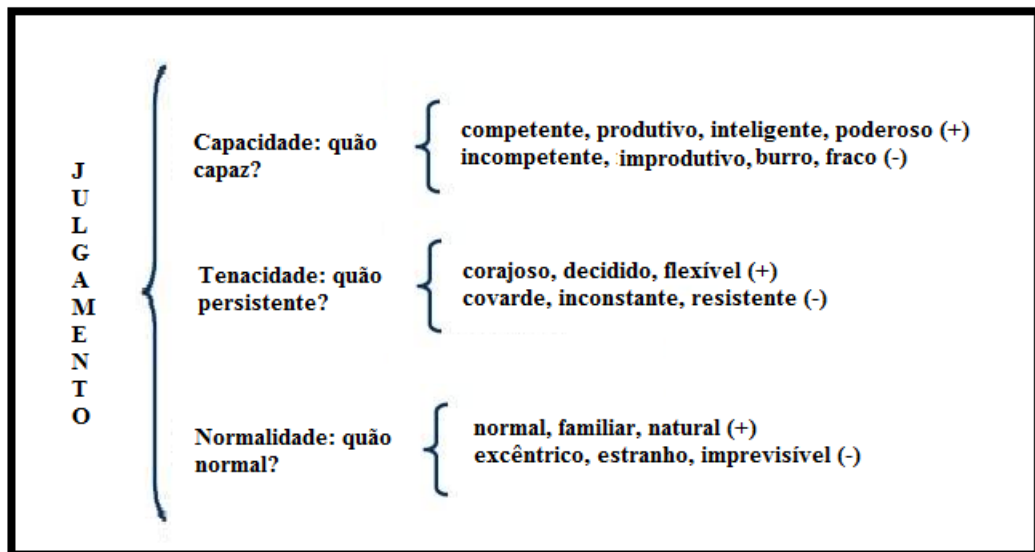 JULGAMENTO
Capacidade: quão
capaz?
competente, produtivo, inteligente, poderoso (+)
incompetente, improdutivo, burro, fraco (-)
Tenacidade: quão
persistente?
corajoso, decidido, flexível (+)
covarde, inconstante, resistente (-)
Normalidade: quão
normal?
normal, familiar, natural (+)
excêntrico, estranho, imprevisível (-)